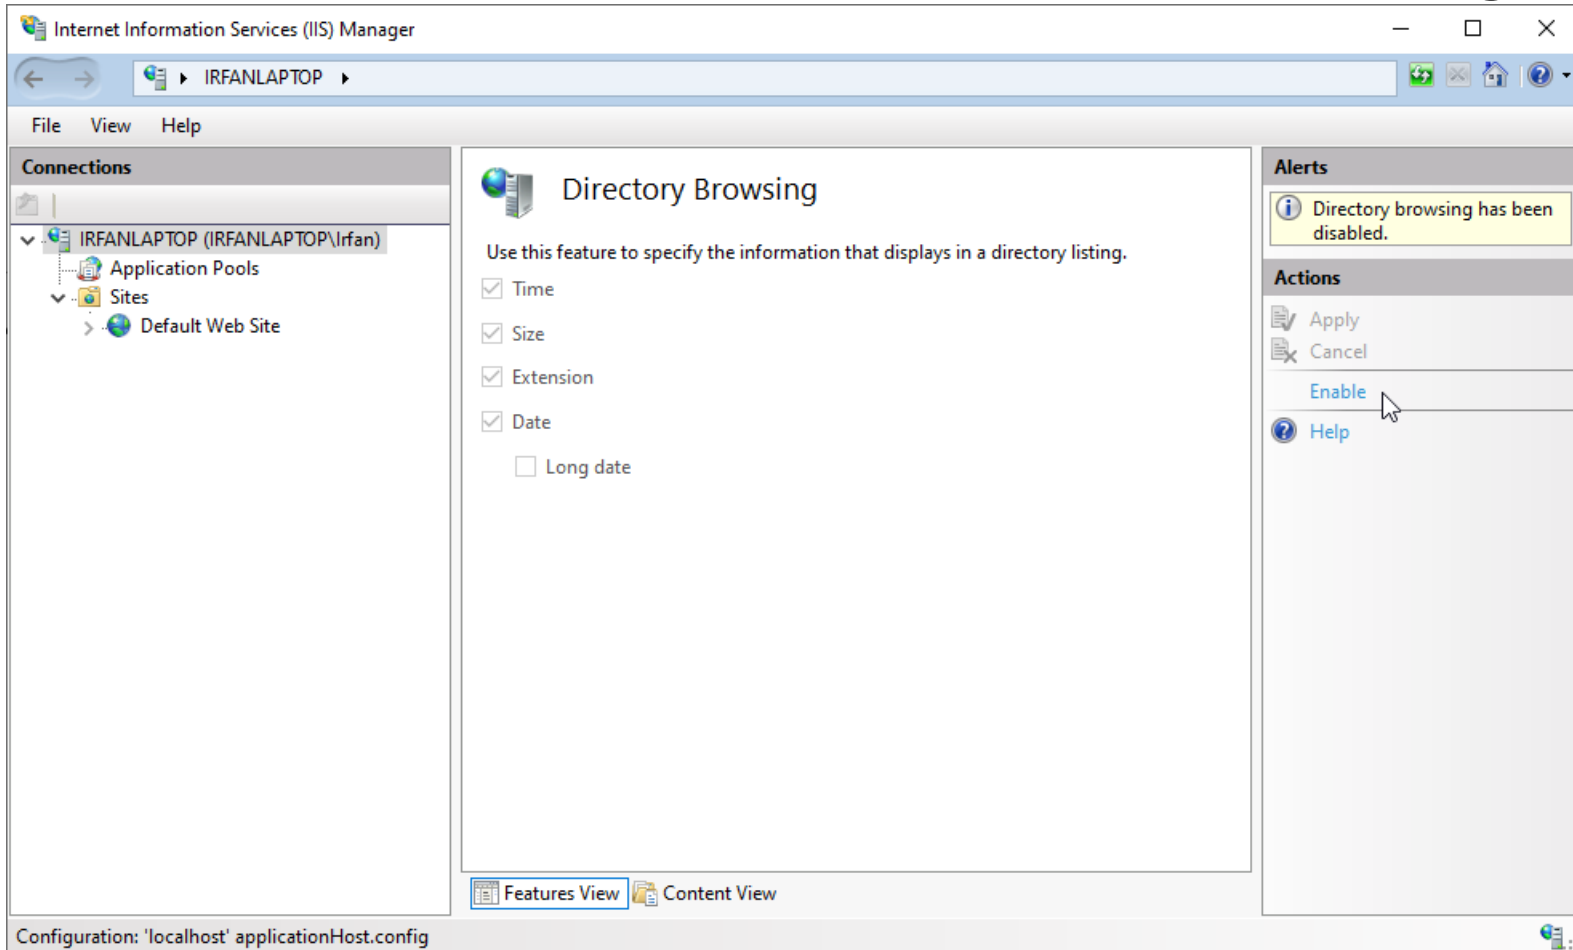 Internet Information Services (IIS) Manager
IRFANLAPTOP
File View Help
Connections
IRFANLAPTOP (IRFANLAPTOP\Irfan)
Application Pools
Sites
Default Web Site
Directory Browsing
Use this feature to specify the information that displays in a directory listing.
Time
Size
Extension
Date
Long date
Features View Content View
Alerts
Directory browsing has been
disabled.
Actions
Apply
Cancel
Enable
Help
Configuration: 'localhost' applicationHost.config